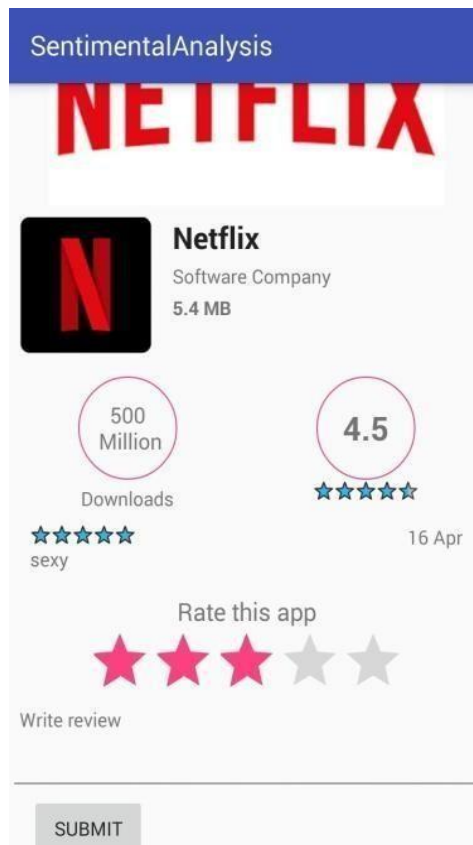 SentimentalAnalysis
NETFLIX
N
Netflix
Software Company
5.4 MB
500
Million
4.5
Downloads
16 Apr
sexy
Rate this app
Write review
SUBMIT